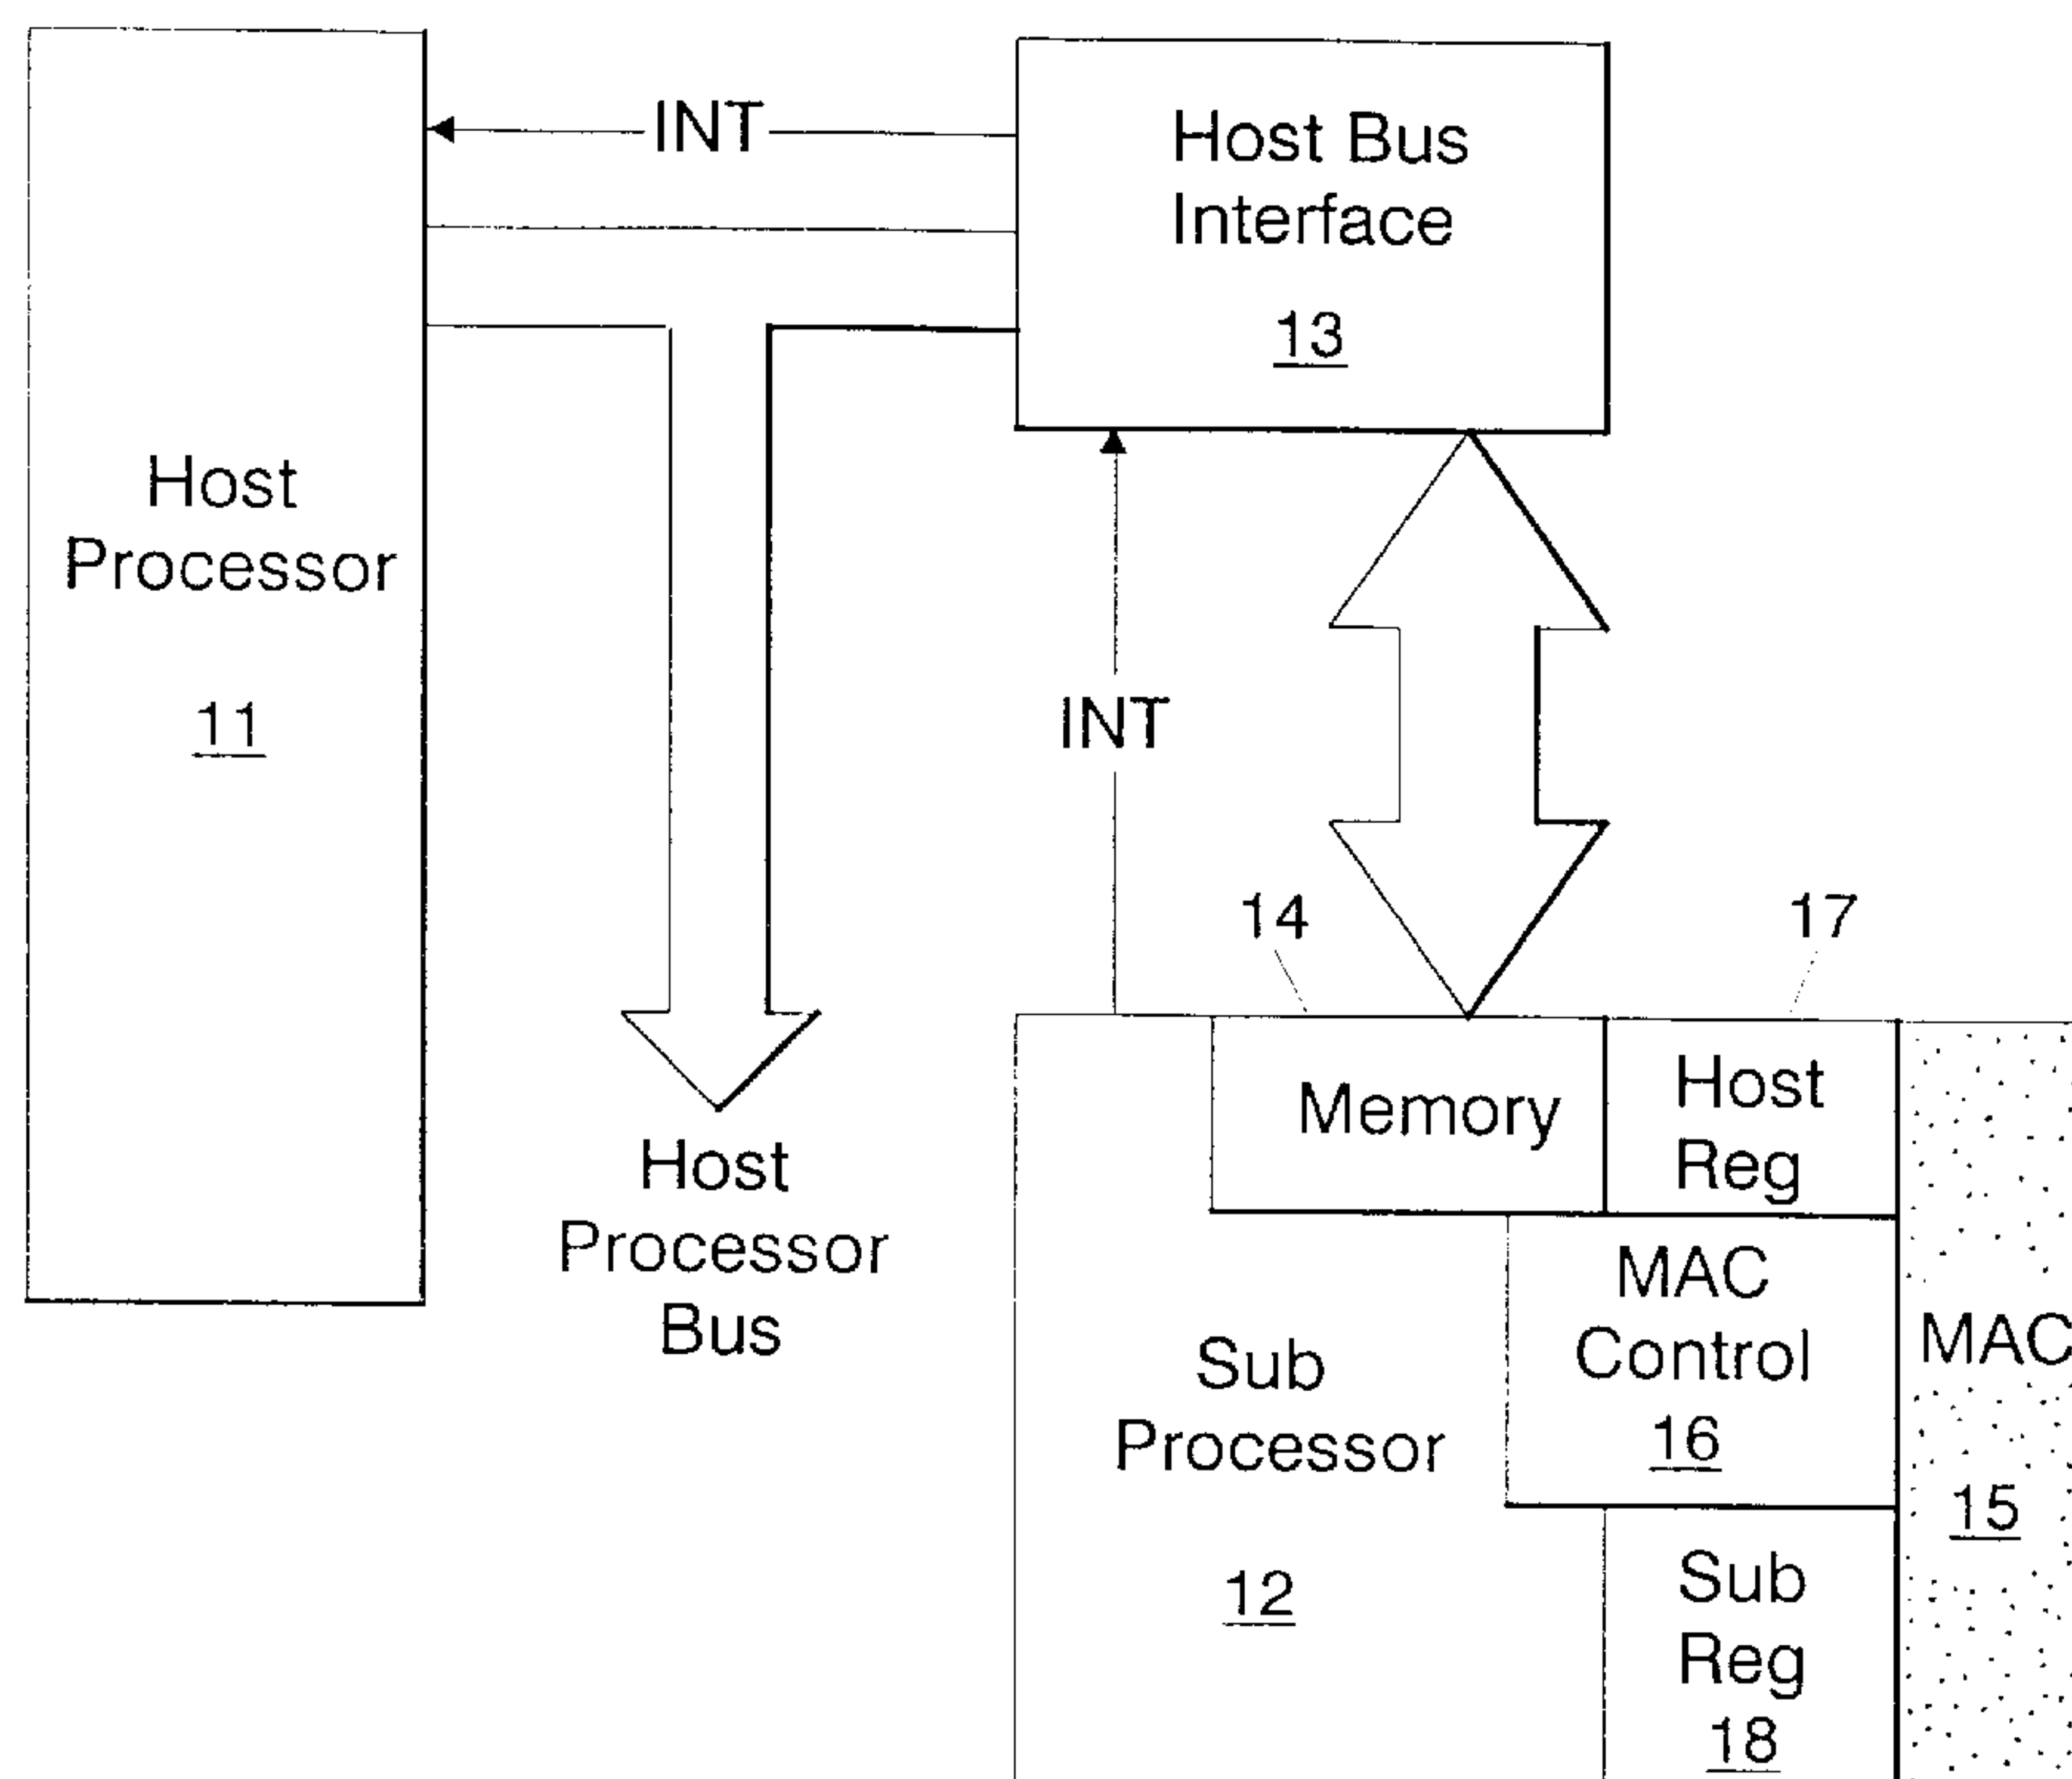 INT
Host Bus
Interface
13
Host
Processor
11
INT
14
17
Memory
Host
Reg
Host
Processor
Bus
MAC
Control
16
MAC
15
Sub
Processor
12
Sub
Reg
18